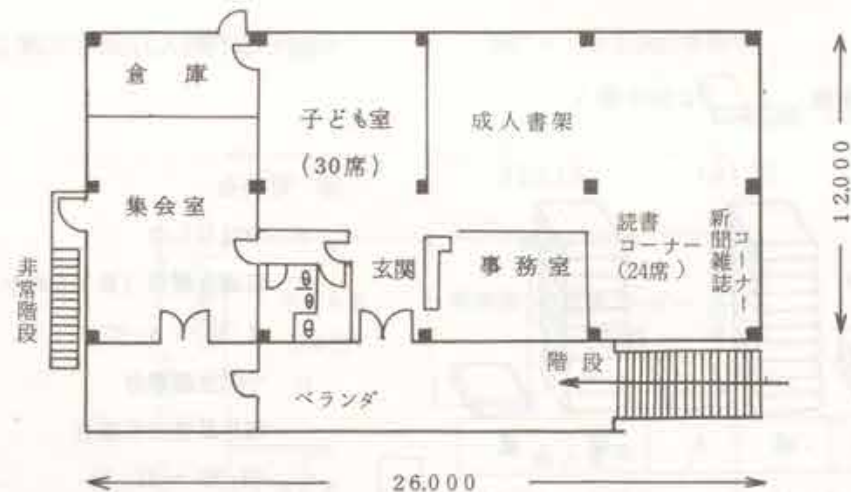 倉庫
子ども室
(30席)
成人書架
12,000
集会室
読書
コーナー
(24席)
新聞雑誌
コーナー
玄関
事務室
非常階段
階段
ベランダ
26,000